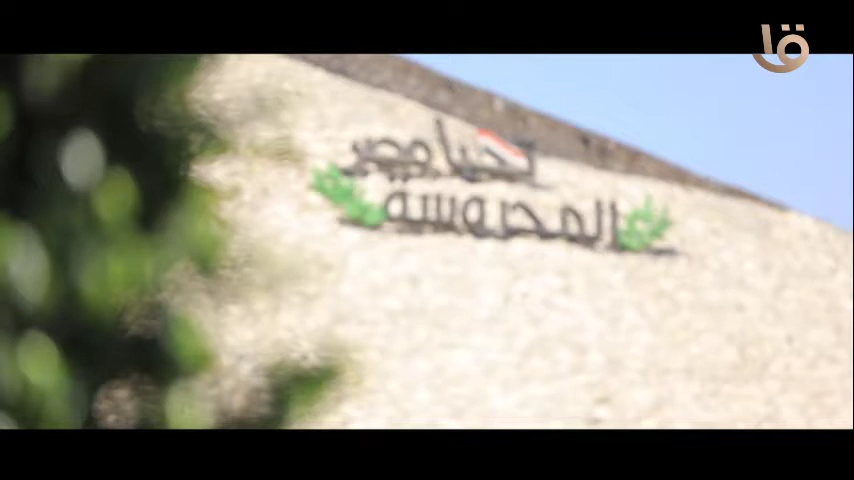 تحيا مصر
المحروسة